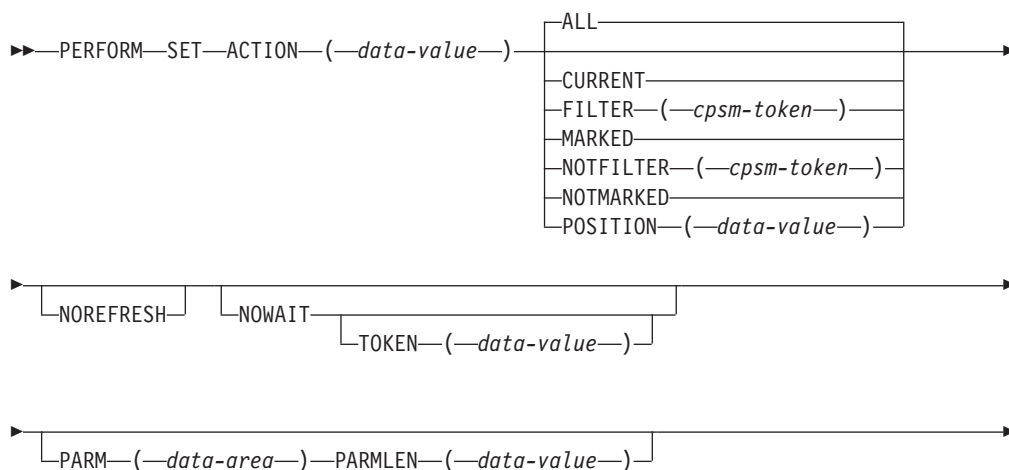 ALL
PERFORM SET ACTION ( data-value )
CURRENT
FILTER ( cpsm-token )
MARKED
NOTFILTER ( cpsm-token )
NOTMARKED
POSITION ( data-value )
NOREFRESH NOWAIT
TOKEN ( data-value )
PARM ( data-area ) PARMLEN ( data-value )